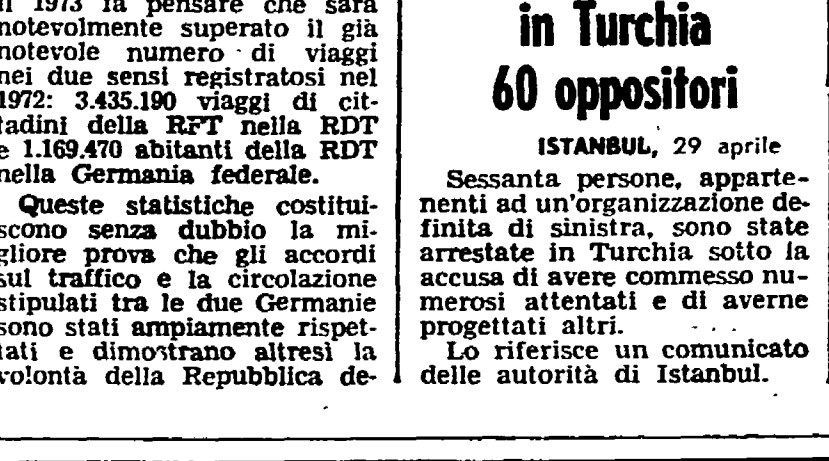 il 1973 fa pensare che sarà
notevolmente superato il già
notevole numero di viaggi
nei due sensi registratosi nel
1972: 3.435.190 viaggi di cit-
tadini della RFT nella RDT
e 1.169.470 abitanti della RDT
nella Germania federale.
Queste statistiche costitui-
scono senza dubbio la mi-
gliore prova che gli accordi
sul traffico e la circolazione
stipulati tra le due Germanie
sono stati ampiamente rispet-
tati e dimostrano altresì la
volontà della Repubblica de-
in Turchia
60 oppositori
ISTANBUL, 29 aprile
Sessanta persone, apparte-
nenti ad un'organizzazione de-
finita di sinistra, sono state
arrestate in Turchia sotto la
accusa di avere commesso nu-
merosi attentati e di averne
progettati altri.
Lo riferisce un comunicato
delle autorità di Istanbul.